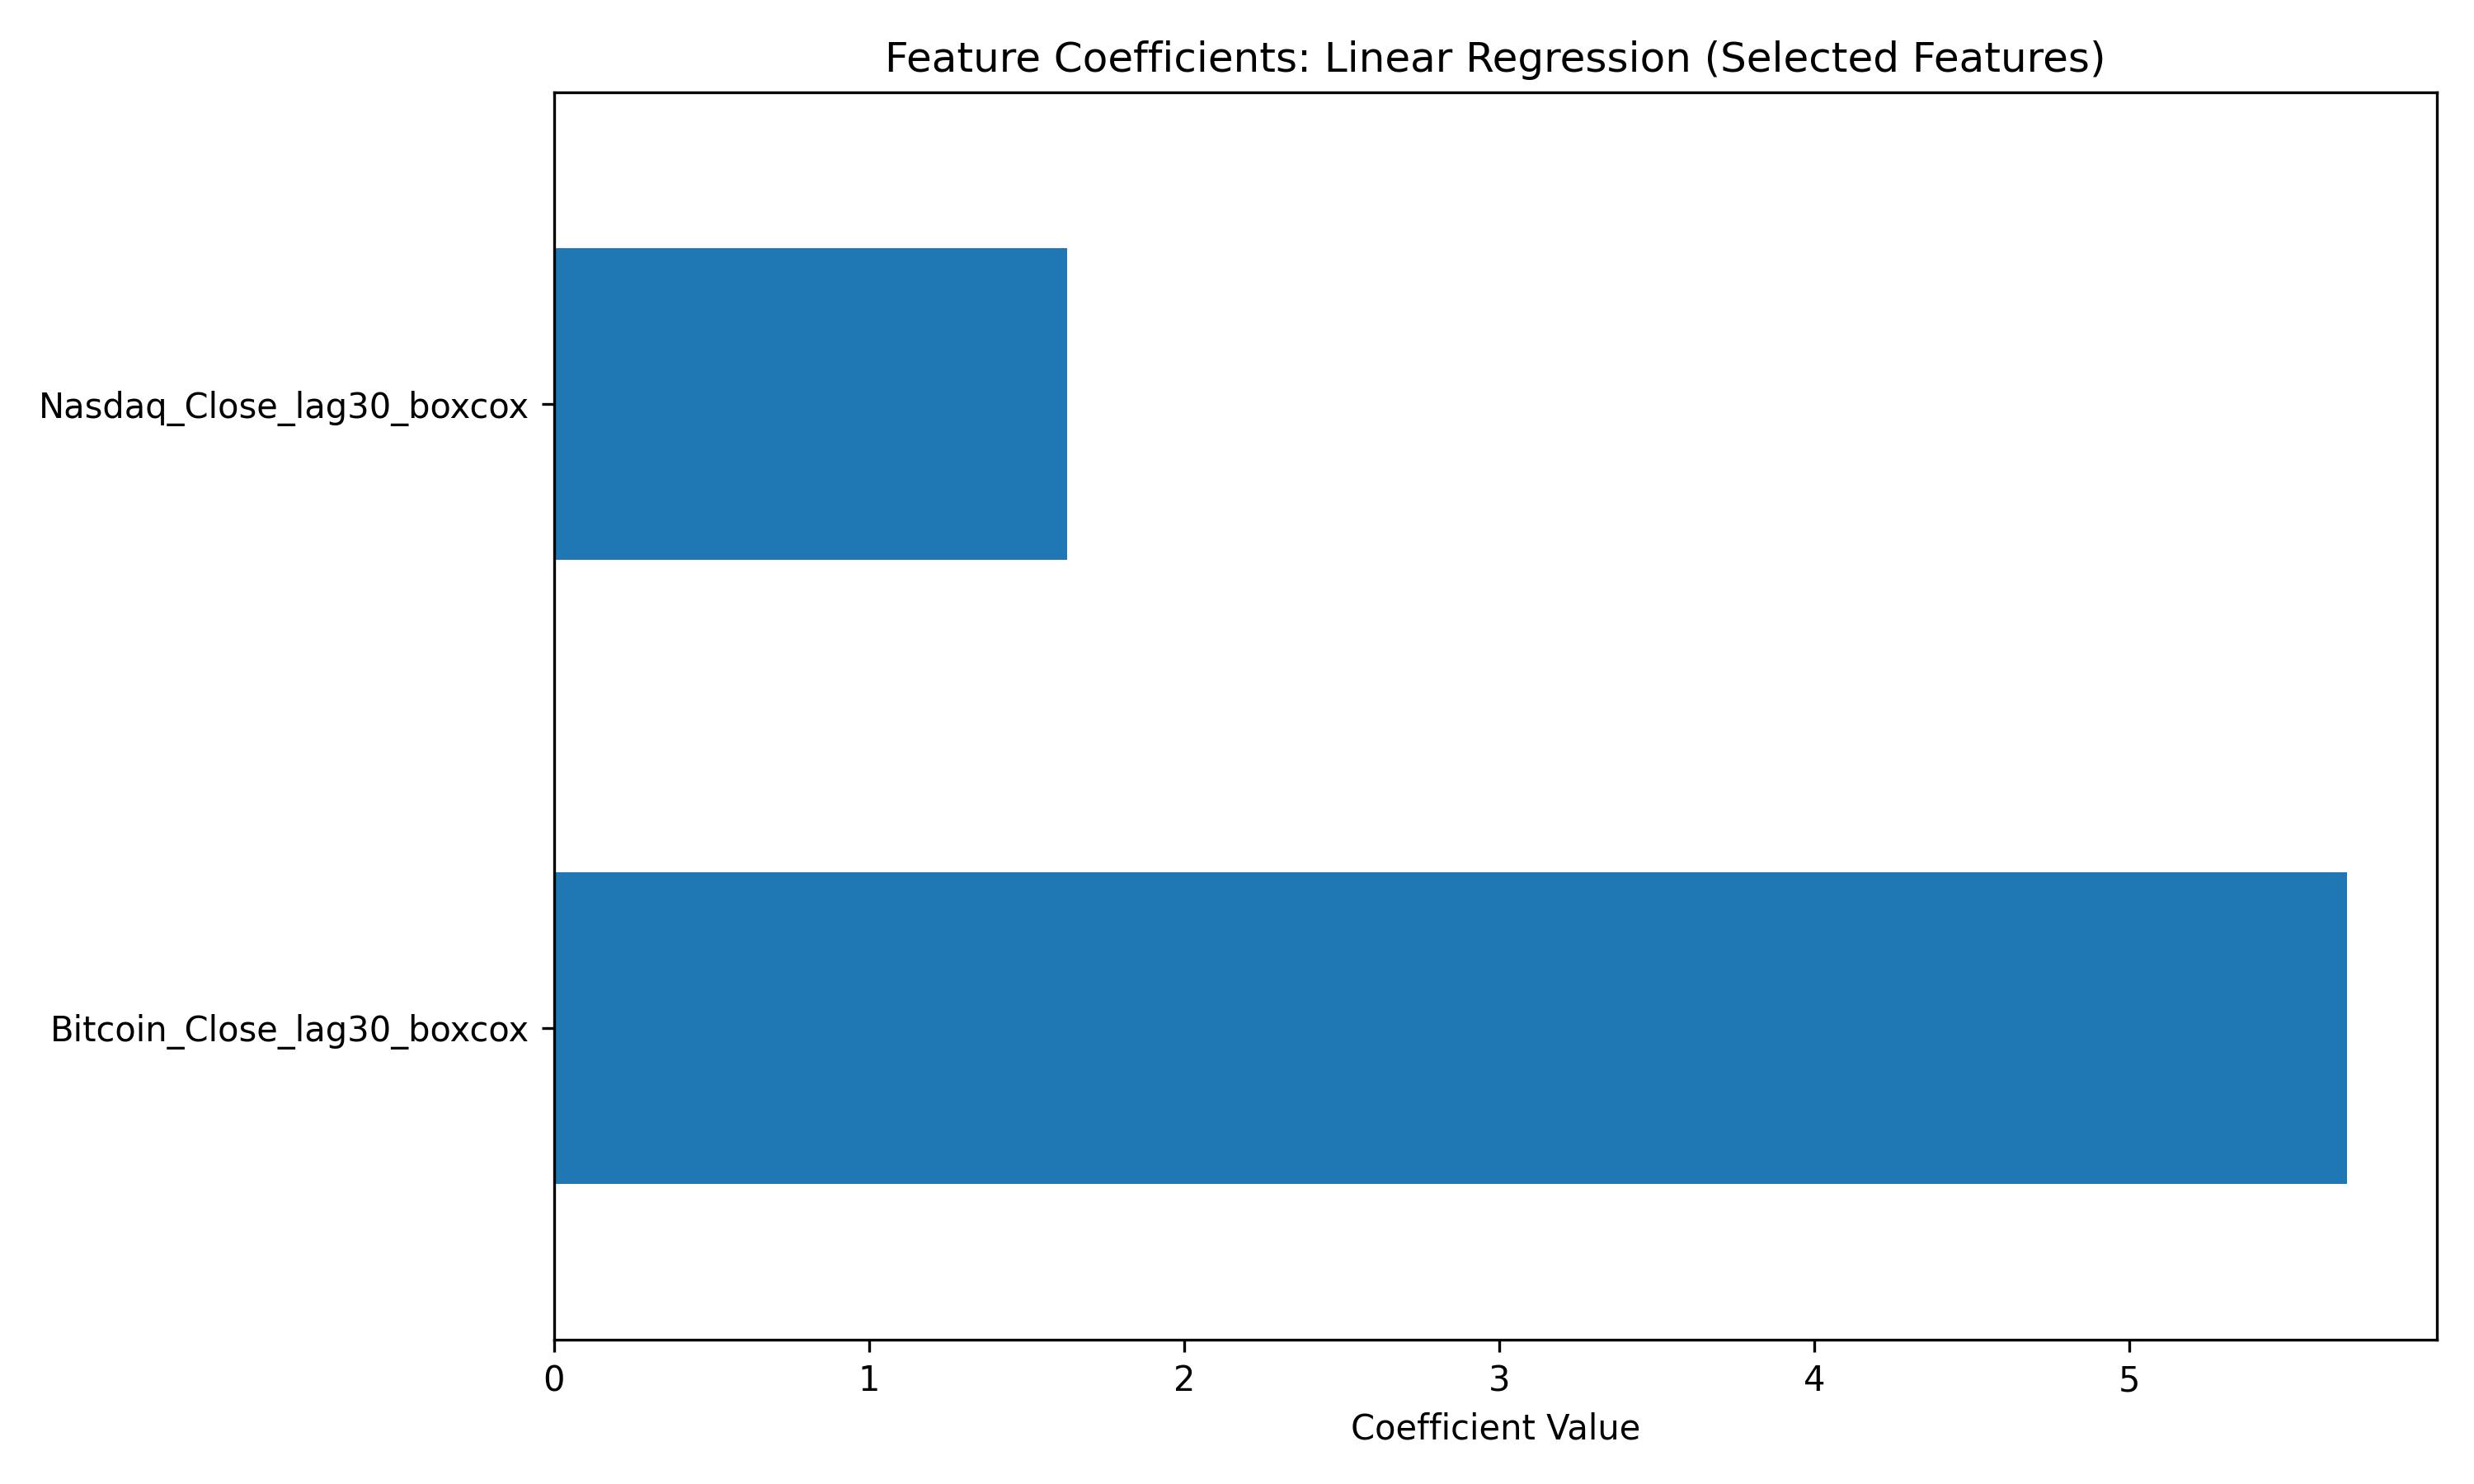 Feature Coefficients: Linear Regression (Selected Features)
Nasdaq_Close_lag30_boxcox
Bitcoin_Close_lag30_boxcox
0 1 2 3 4 5
Coefficient Value